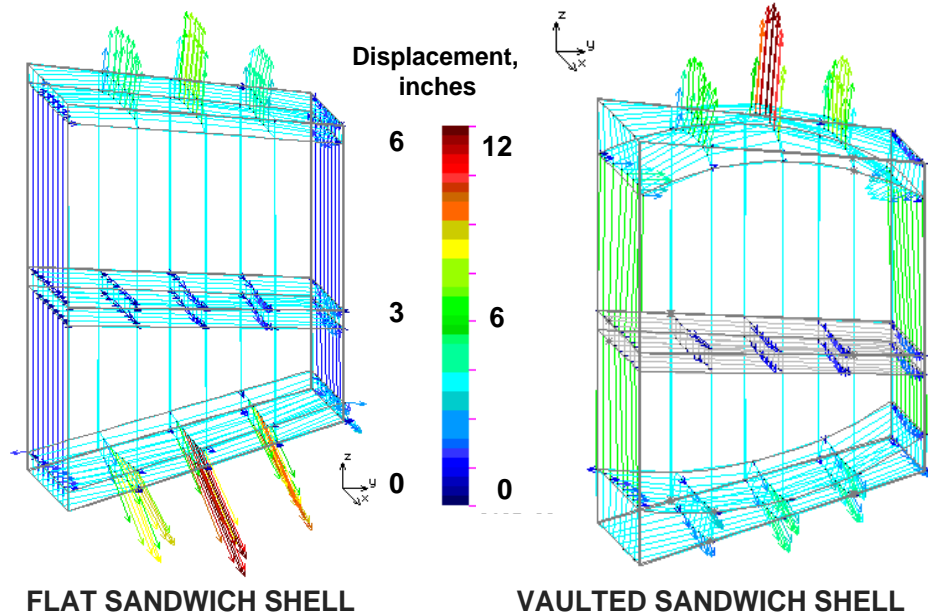 Displacement,
inches
6
12
3
6
0
0
z
y
x
z
y
x
FLAT SANDWICH SHELL
VAULTED SANDWICH SHELL